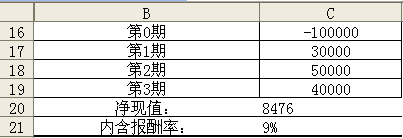 B C
16 第0期 -100000
17 第1期 30000
18 第2期 50000
19 第3期 40000
20 净现值： 8476
21 内含报酬率： 9%